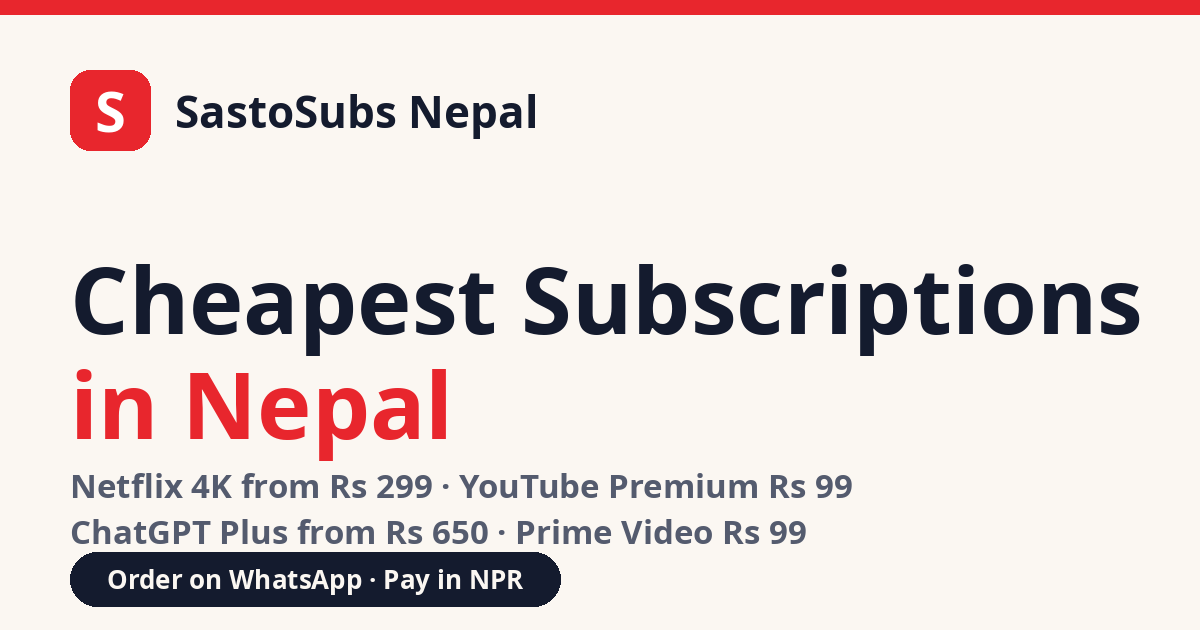 S
SastoSubs Nepal
Cheapest Subscriptions
in Nepal
Netflix 4K from Rs 299 · YouTube Premium Rs 99
ChatGPT Plus from Rs 650 · Prime Video Rs 99
Order on WhatsApp · Pay in NPR